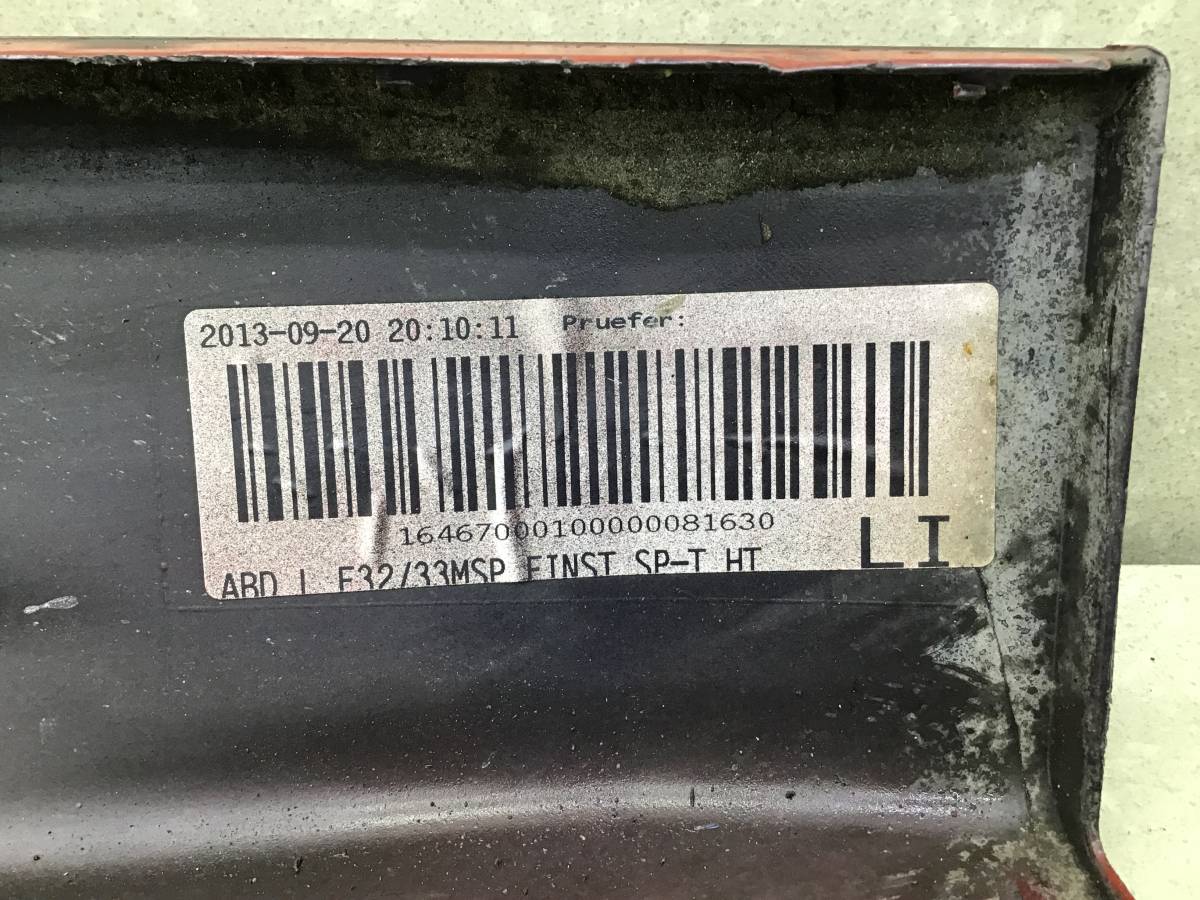 2013-09-20 20:10:11 Pruefer:
16467000100000081630
ABD L F32/33MSP EINST SP-T HT
LI